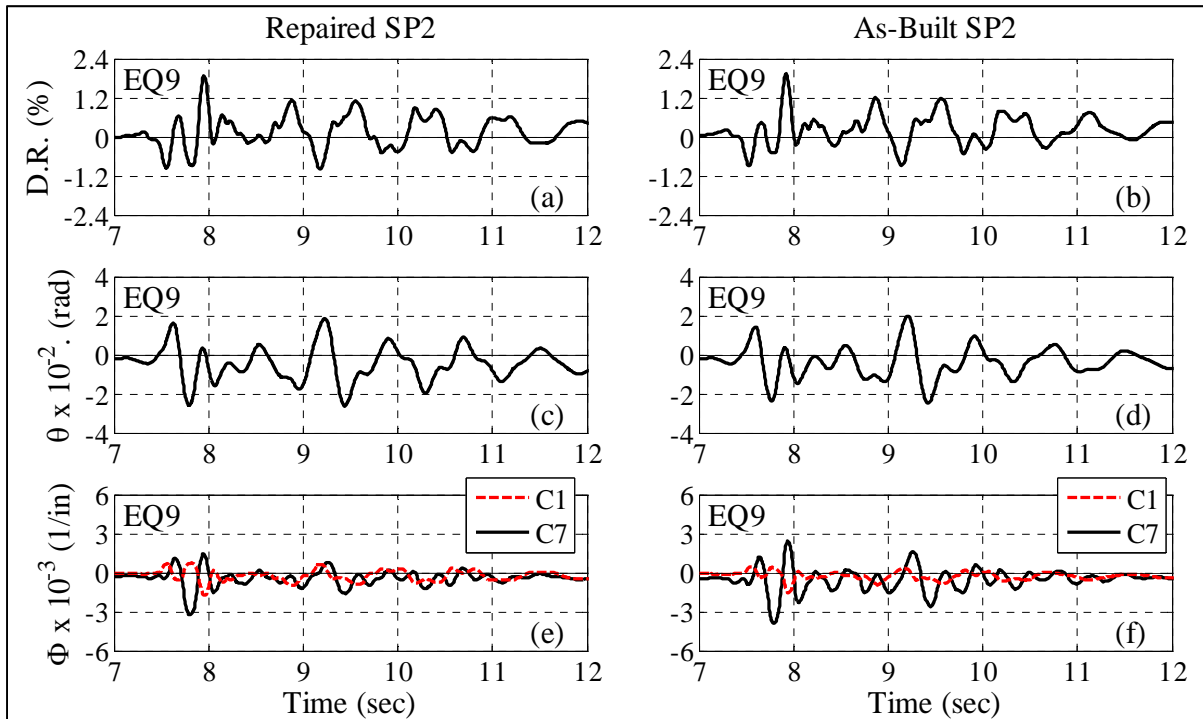 Repaired SP2 As-Built SP2
D.R. (%)
2.4
1.2
0
-1.2
-2.4
EQ9
(a)
7 8 9 10 11 12
2.4
1.2
0
-1.2
-2.4
EQ9
(b)
7 8 9 10 11 12
θ x 10⁻². (rad)
4
2
0
-2
-4
EQ9
(c)
7 8 9 10 11 12
4
2
0
-2
-4
EQ9
(d)
7 8 9 10 11 12
Φ x 10⁻³ (1/in)
6
3
0
-3
-6
EQ9
C1
C7
(e)
7 8 9 10 11 12
Time (sec)
6
3
0
-3
-6
EQ9
C1
C7
(f)
7 8 9 10 11 12
Time (sec)